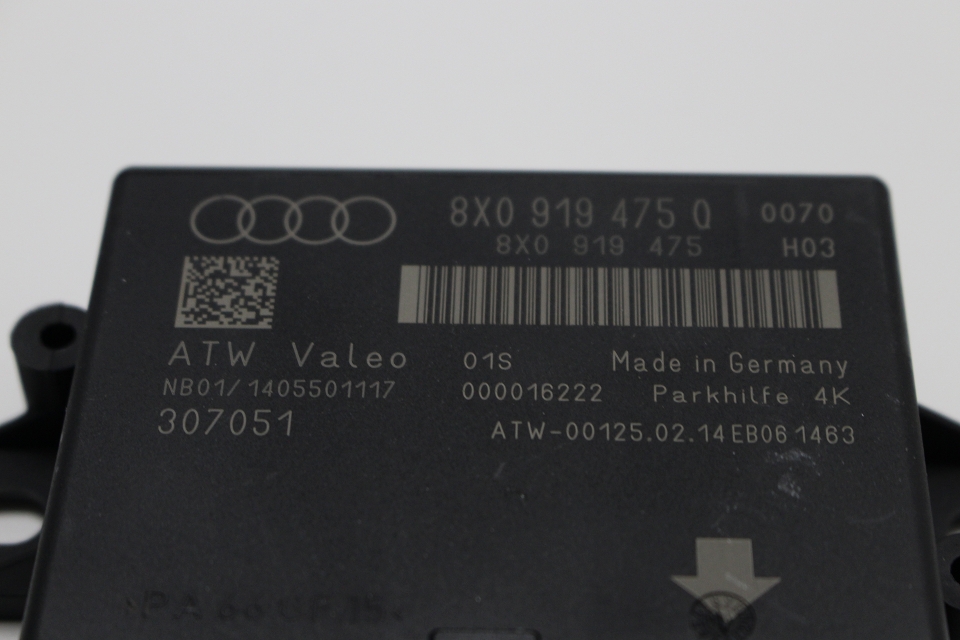 8X0 919 475 Q 0070
8X0 919 475 H03
ATW Valeo 01S Made in Germany
NB01/1405501117 000016222 Parkhilfe 4K
307051 ATW-00125.02.14EB061463